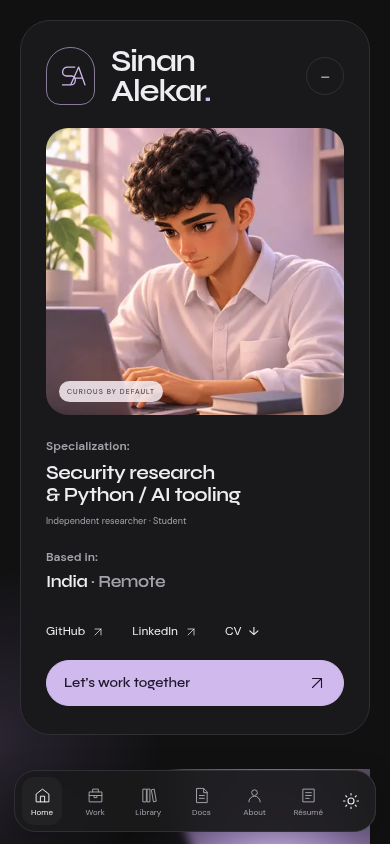 SA
Sinan
Alekar.
–
CURIOUS BY DEFAULT
Specialization:
Security research
& Python / AI tooling
Independent researcher · Student
Based in:
India · Remote
GitHub ↗ LinkedIn ↗ CV ↓
Let's work together ↗
Home Work Library Docs About Résumé